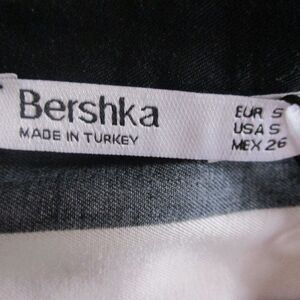 Bershka
MADE IN TURKEY
EUR S
USA S
MEX 26